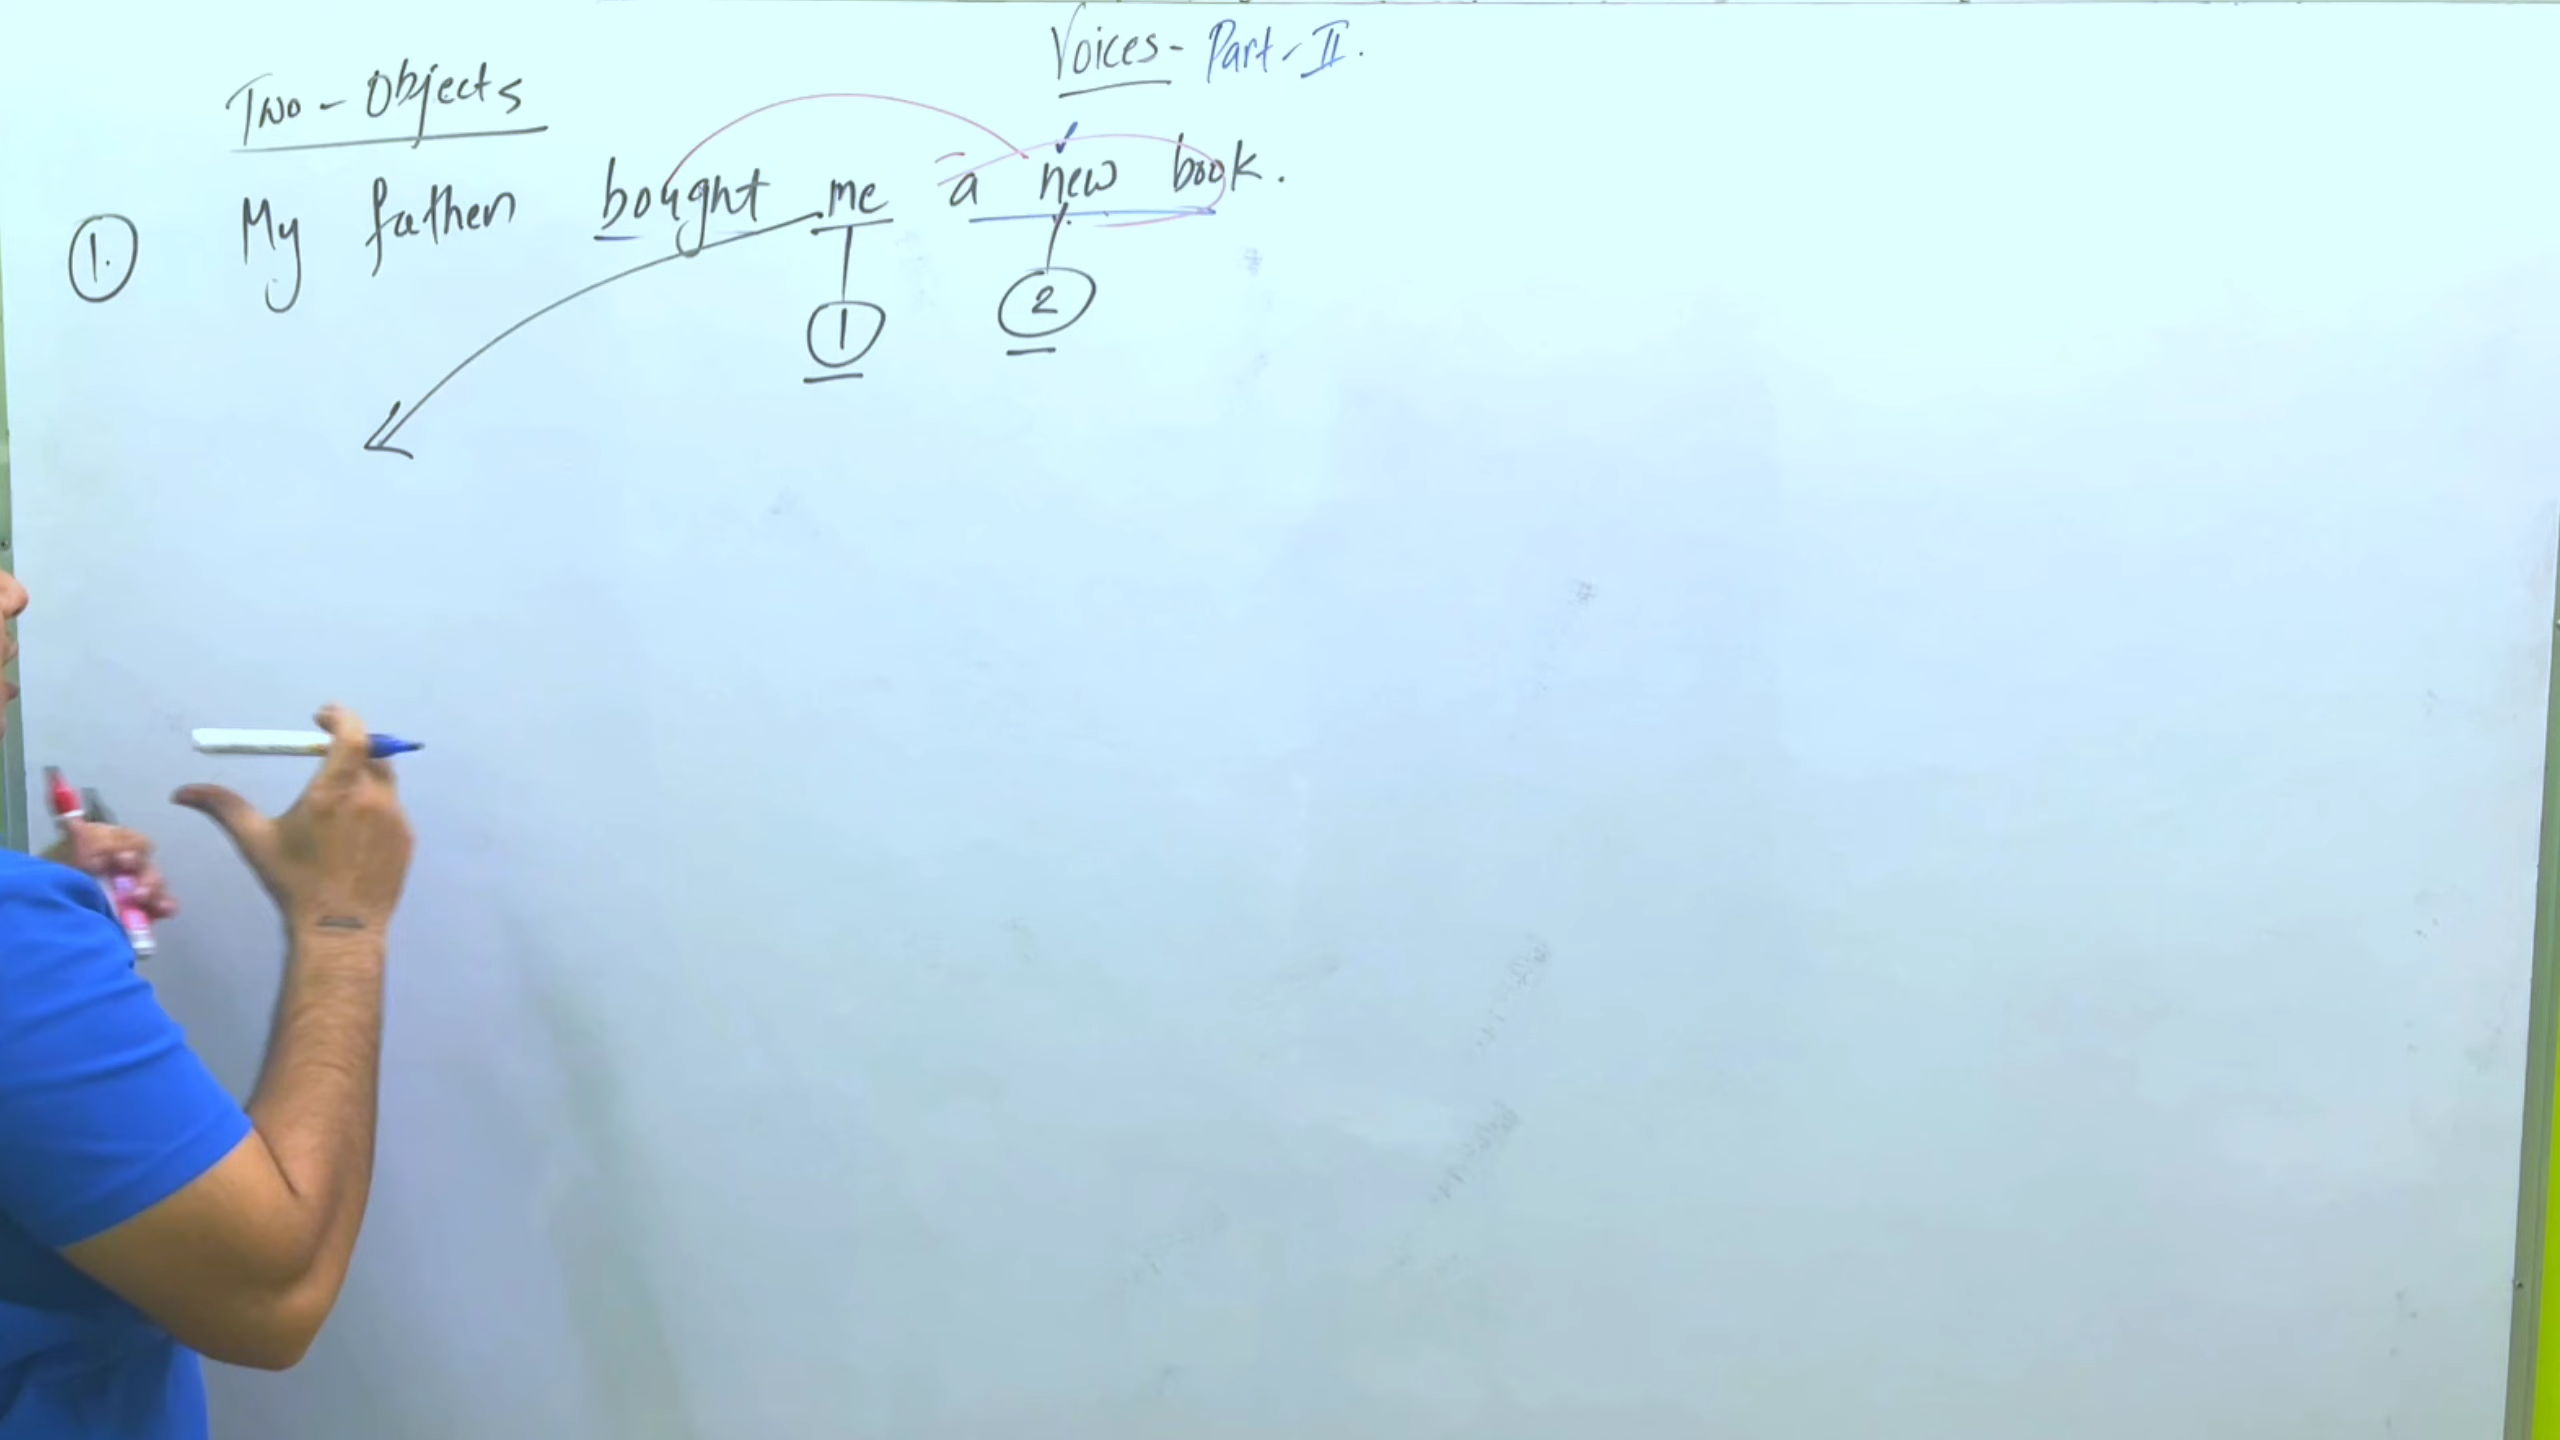 Voices - Part - II.
Two - Objects
1. My father bought me a new book.
1 2